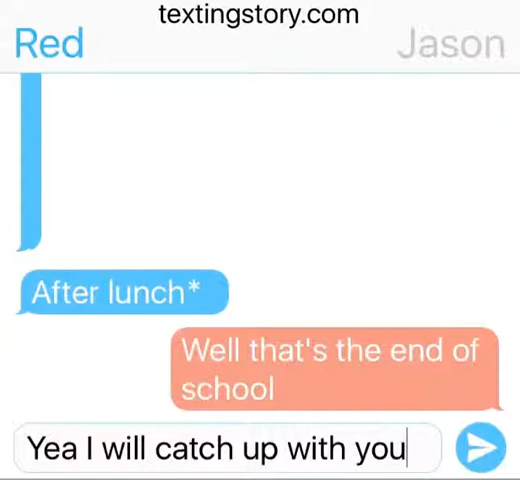 textingstory.com
Red
Jason
After lunch*
Well that's the end of
school
Yea I will catch up with you